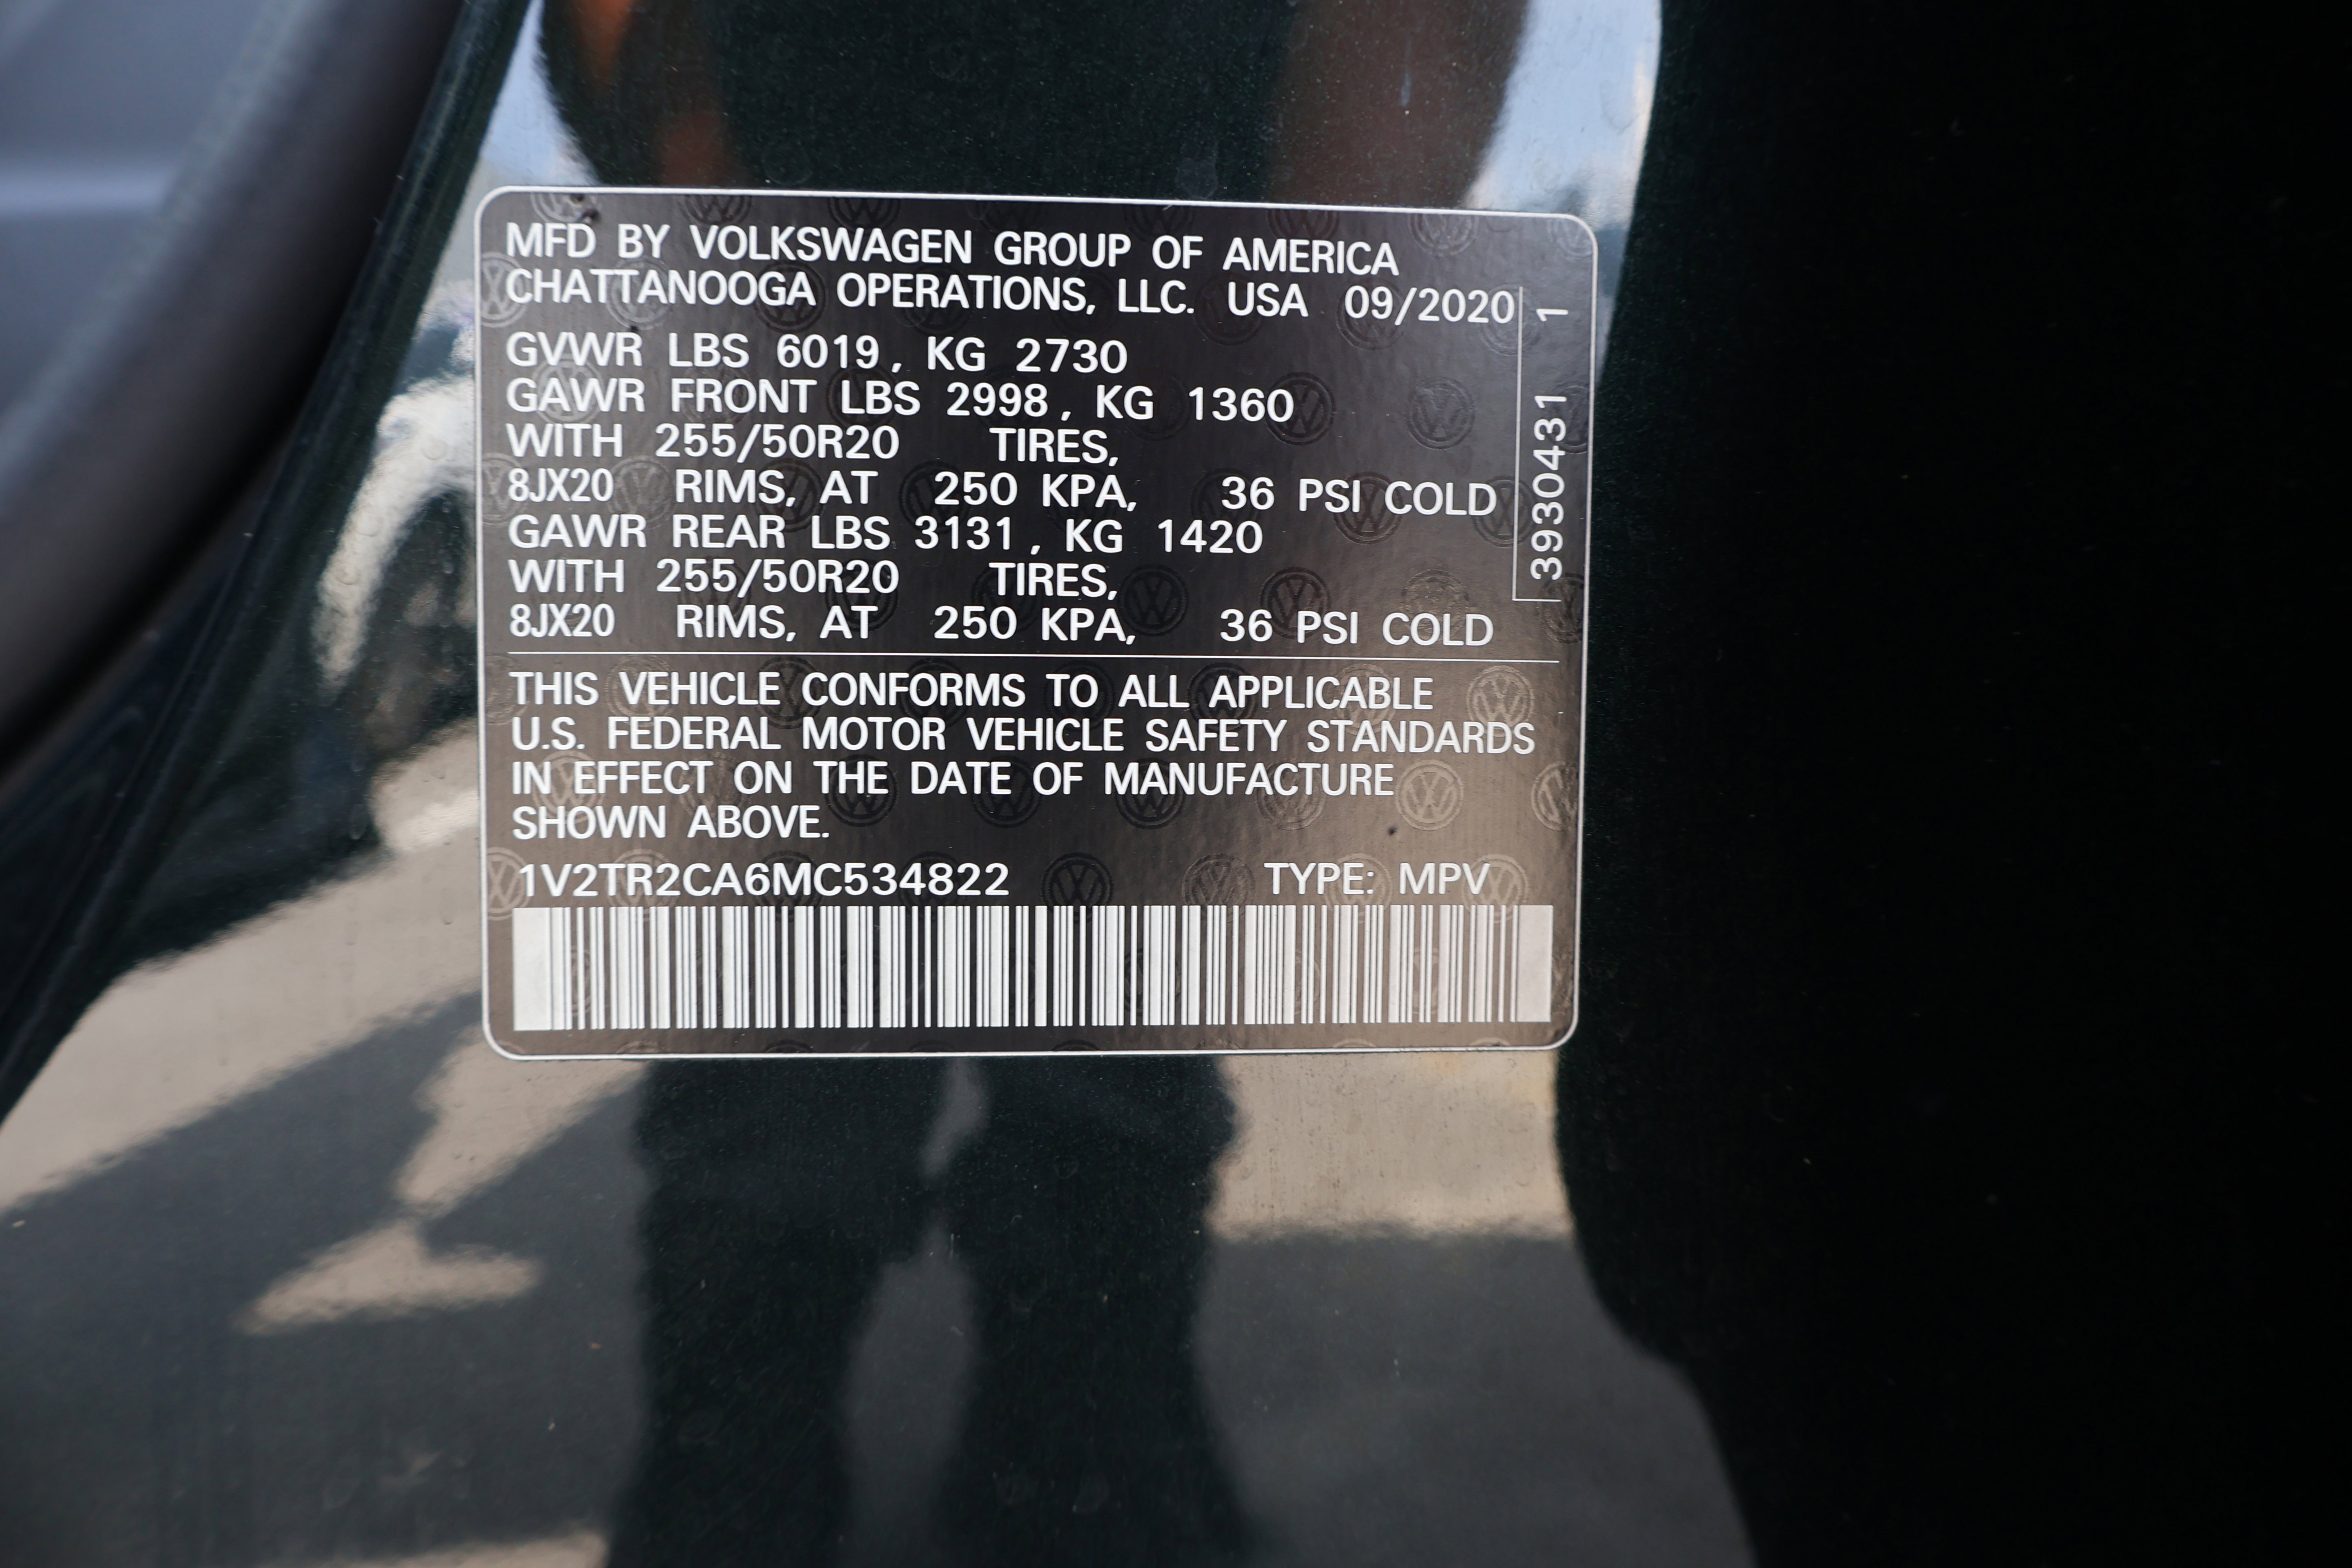 MFD BY VOLKSWAGEN GROUP OF AMERICA
CHATTANOOGA OPERATIONS, LLC. USA 09/2020
GVWR LBS 6019, KG 2730
GAWR FRONT LBS 2998, KG 1360
WITH 255/50R20 TIRES,
8JX20 RIMS, AT 250 KPA, 36 PSI COLD
GAWR REAR LBS 3131, KG 1420
WITH 255/50R20 TIRES,
8JX20 RIMS, AT 250 KPA, 36 PSI COLD
3930431 1
THIS VEHICLE CONFORMS TO ALL APPLICABLE
U.S. FEDERAL MOTOR VEHICLE SAFETY STANDARDS
IN EFFECT ON THE DATE OF MANUFACTURE
SHOWN ABOVE.
1V2TR2CA6MC534822 TYPE: MPV